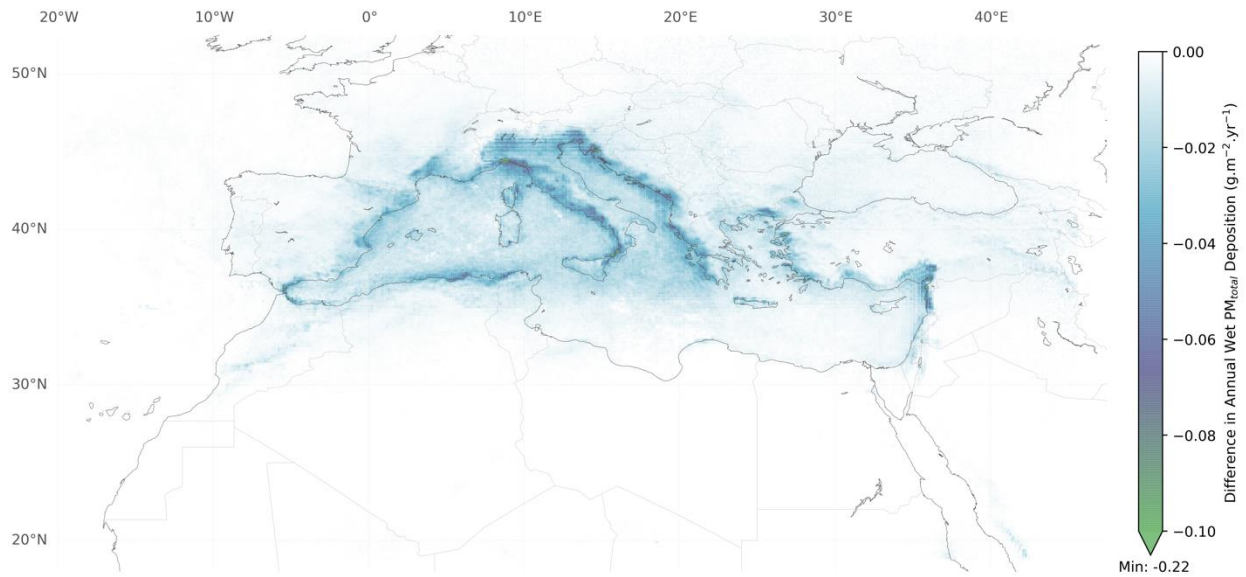 20°W 10°W 0° 10°E 20°E 30°E 40°E
50°N
40°N
30°N
20°N
0.00
−0.02
−0.04
−0.06
−0.08
−0.10
Min: -0.22
Difference in Annual Wet PMtotal Deposition (g.m⁻².yr⁻¹)